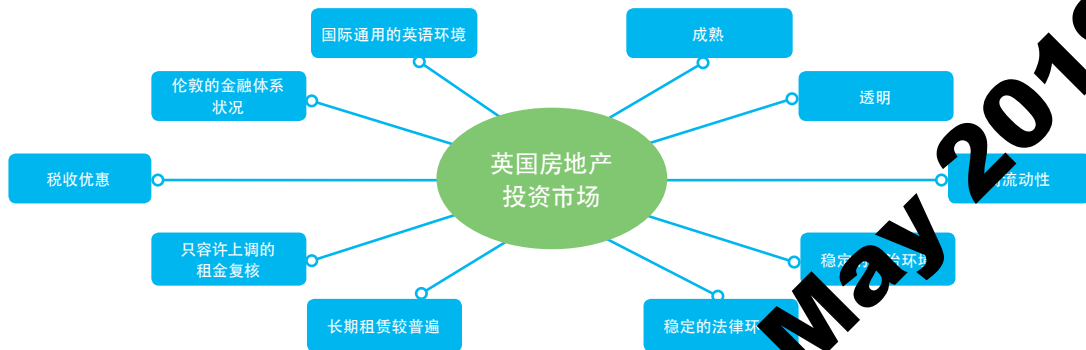 国际通用的英语环境
成熟
伦敦的金融体系
状况
透明
英国房地产
投资市场
税收优惠
流动性
只容许上调的
租金复核
稳定
治环境
长期租赁较普遍
稳定的法律环
May 201